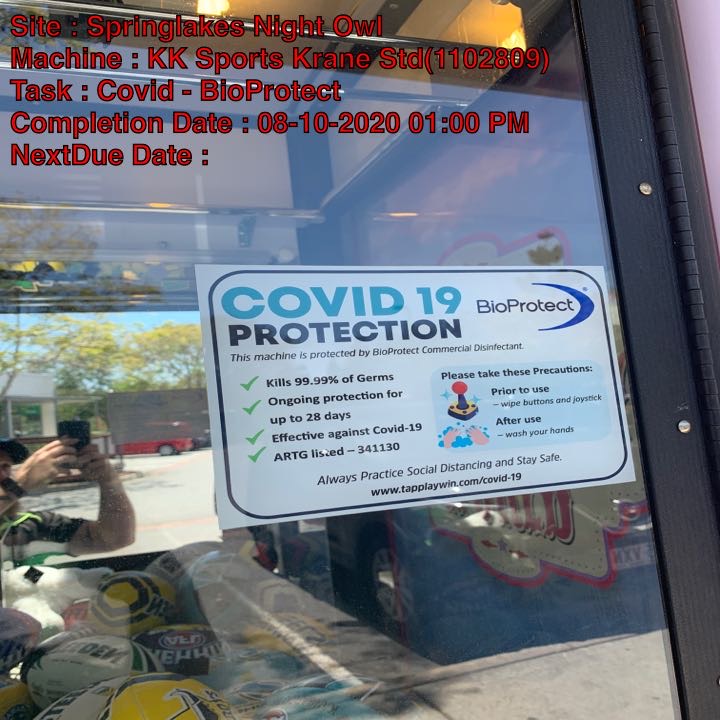 Site : Springlakes Night Owl
Machine : KK Sports Krane Std(1102809)
Task : Covid - BioProtect
Completion Date : 08-10-2020 01:00 PM
NextDue Date :
COVID 19
PROTECTION
BioProtect
This machine is protected by BioProtect Commercial Disinfectant.
Kills 99.99% of Germs
Ongoing protection for
up to 28 days
Effective against Covid-19
ARTG listed – 341130
Please take these Precautions:
Prior to use
– wipe buttons and joystick
After use
– wash your hands
Always Practice Social Distancing and Stay Safe.
www.tapplaywin.com/covid-19
AFL